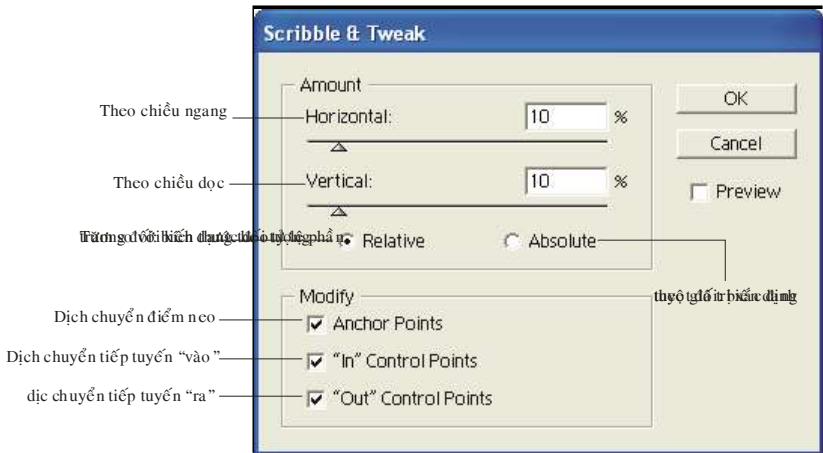 Scribble & Tweak
Amount
Theo chiều ngang
Horizontal: 10 %
OK
Cancel
Theo chiều dọc
Vertical: 10 %
Preview
Relative
Absolute
Modify
Dịch chuyển điểm neo
Anchor Points
Dịch chuyển tiếp tuyến “vào”
“In” Control Points
dịc chuyển tiếp tuyến “ra”
“Out” Control Points